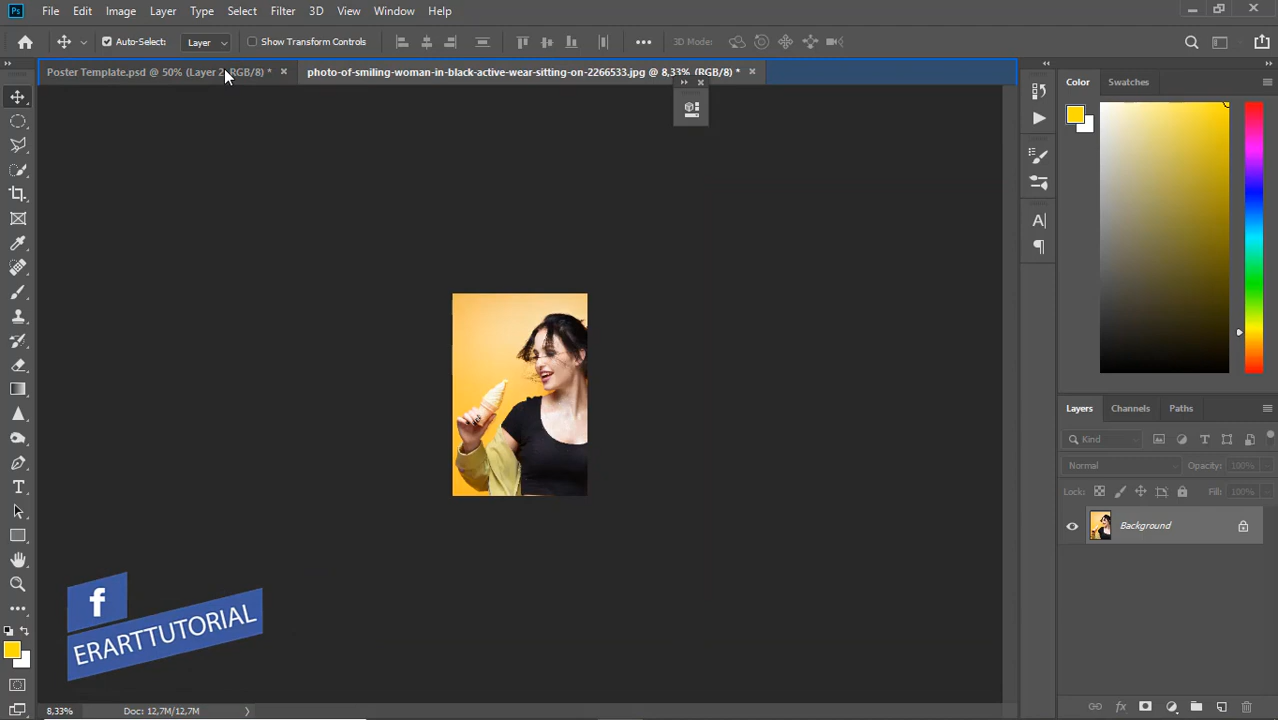 Ps File Edit Image Layer Type Select Filter 3D View Window Help
Auto-Select: Layer Show Transform Controls 3D Mode:
Poster Template.psd @ 50% (Layer 2, RGB/8) * photo-of-smiling-woman-in-black-active-wear-sitting-on-2266533.jpg @ 8,33% (RGB/8) *
Color Swatches
Layers Channels Paths
Kind
Normal Opacity: 100%
Lock: Fill: 100%
Background
f
ERARTTUTORIAL
8,33% Doc: 12,7M/12,7M